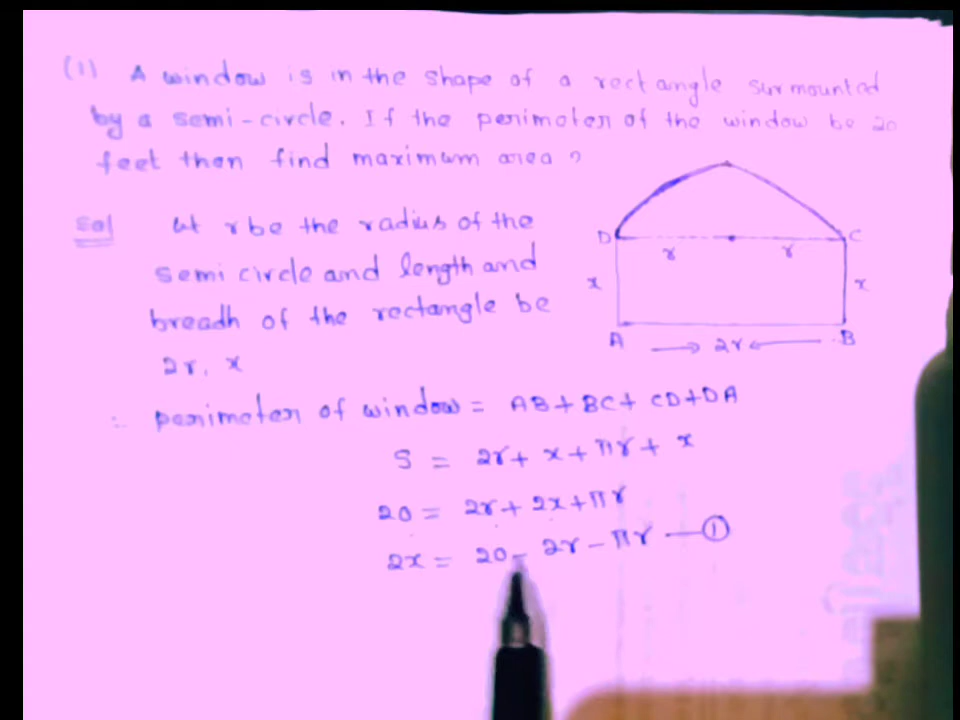 (1) A window is in the shape of a rectangle surmounted
by a semi-circle. If the perimeter of the window be 20
feet then find maximum area ?
Sol let r be the radius of the
semi circle and length and
breadh of the rectangle be
2r, x
D C
r r
x x
A 2r B
∴ perimeter of window = AB+BC+ CD+DA
S = 2r+ x+πr+ x
20 = 2r+ 2x+πr
2x = 20- 2r-πr — ①